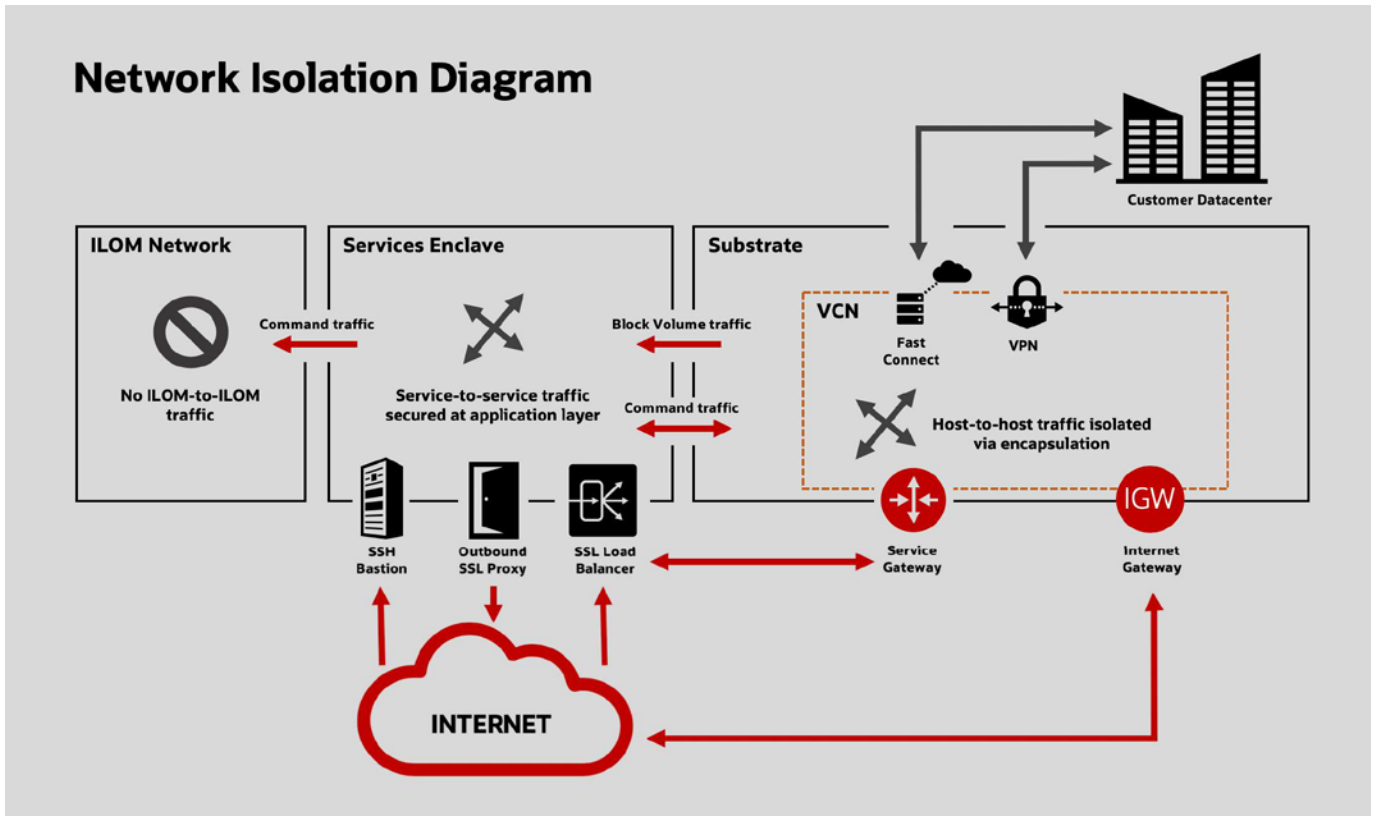 Network Isolation Diagram
Customer Datacenter
ILOM Network
No ILOM-to-ILOM
traffic
Command traffic
Services Enclave
Service-to-service traffic
secured at application layer
Block Volume traffic
Command traffic
Substrate
VCN
Fast
Connect
VPN
Host-to-host traffic isolated
via encapsulation
SSH
Bastion
Outbound
SSL Proxy
SSL Load
Balancer
Service
Gateway
IGW
Internet
Gateway
INTERNET